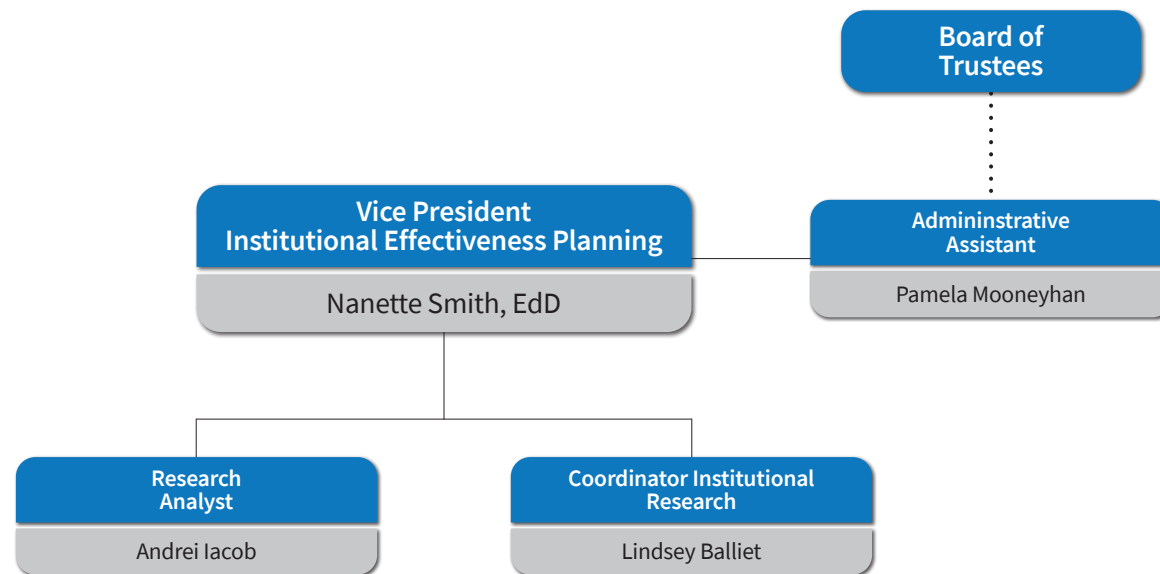 Board of
Trustees
Vice President
Institutional Effectiveness Planning
Nanette Smith, EdD
Admininstrative
Assistant
Pamela Mooneyhan
Research
Analyst
Andrei Iacob
Coordinator Institutional
Research
Lindsey Balliet